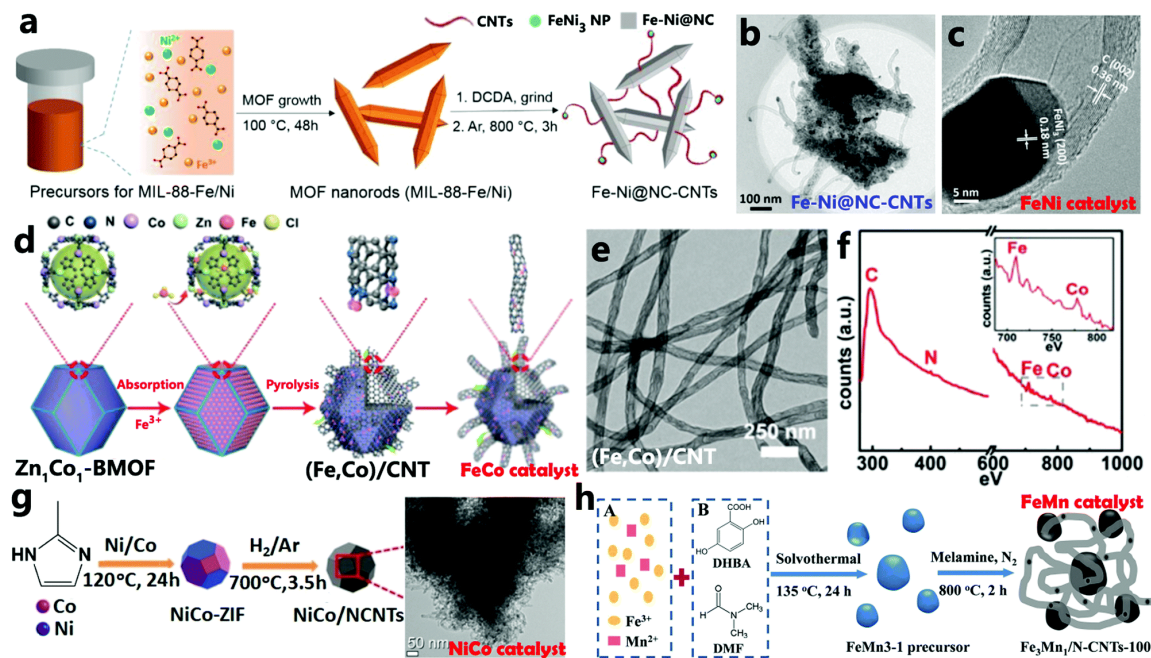 a
CNTs
FeNi₃ NP
Fe-Ni@NC
Ni²⁺
Fe³⁺
MOF growth
100 °C, 48h
1. DCDA, grind
2. Ar, 800 °C, 3h
Precursors for MIL-88-Fe/Ni
MOF nanorods (MIL-88-Fe/Ni)
Fe-Ni@NC-CNTs
b
100 nm
Fe-Ni@NC-CNTs
c
C (002)
0.36 nm
FeNi₃ (200)
0.18 nm
5 nm
FeNi catalyst
d
C N Co Zn Fe Cl
Absorption
Fe³⁺
Pyrolysis
Zn₁Co₁-BMOF
(Fe,Co)/CNT
FeCo catalyst
e
250 nm
(Fe,Co)/CNT
f
counts (a.u.)
C
N
Fe Co
300 400 600 800 1000
eV
counts (a.u.)
Fe
Co
700 750 800
eV
g
HN
N
Co
Ni
Ni/Co
120°C, 24h
NiCo-ZIF
H₂/Ar
700°C, 3.5h
NiCo/NCNTs
50 nm
NiCo catalyst
h
A
Fe³⁺
Mn²⁺
B
COOH
OH
HO
DHBA
O
H
N
CH₃
CH₃
DMF
Solvothermal
135 °C, 24 h
FeMn3-1 precursor
Melamine, N₂
800 °C, 2 h
FeMn catalyst
Fe₃Mn₁/N-CNTs-100